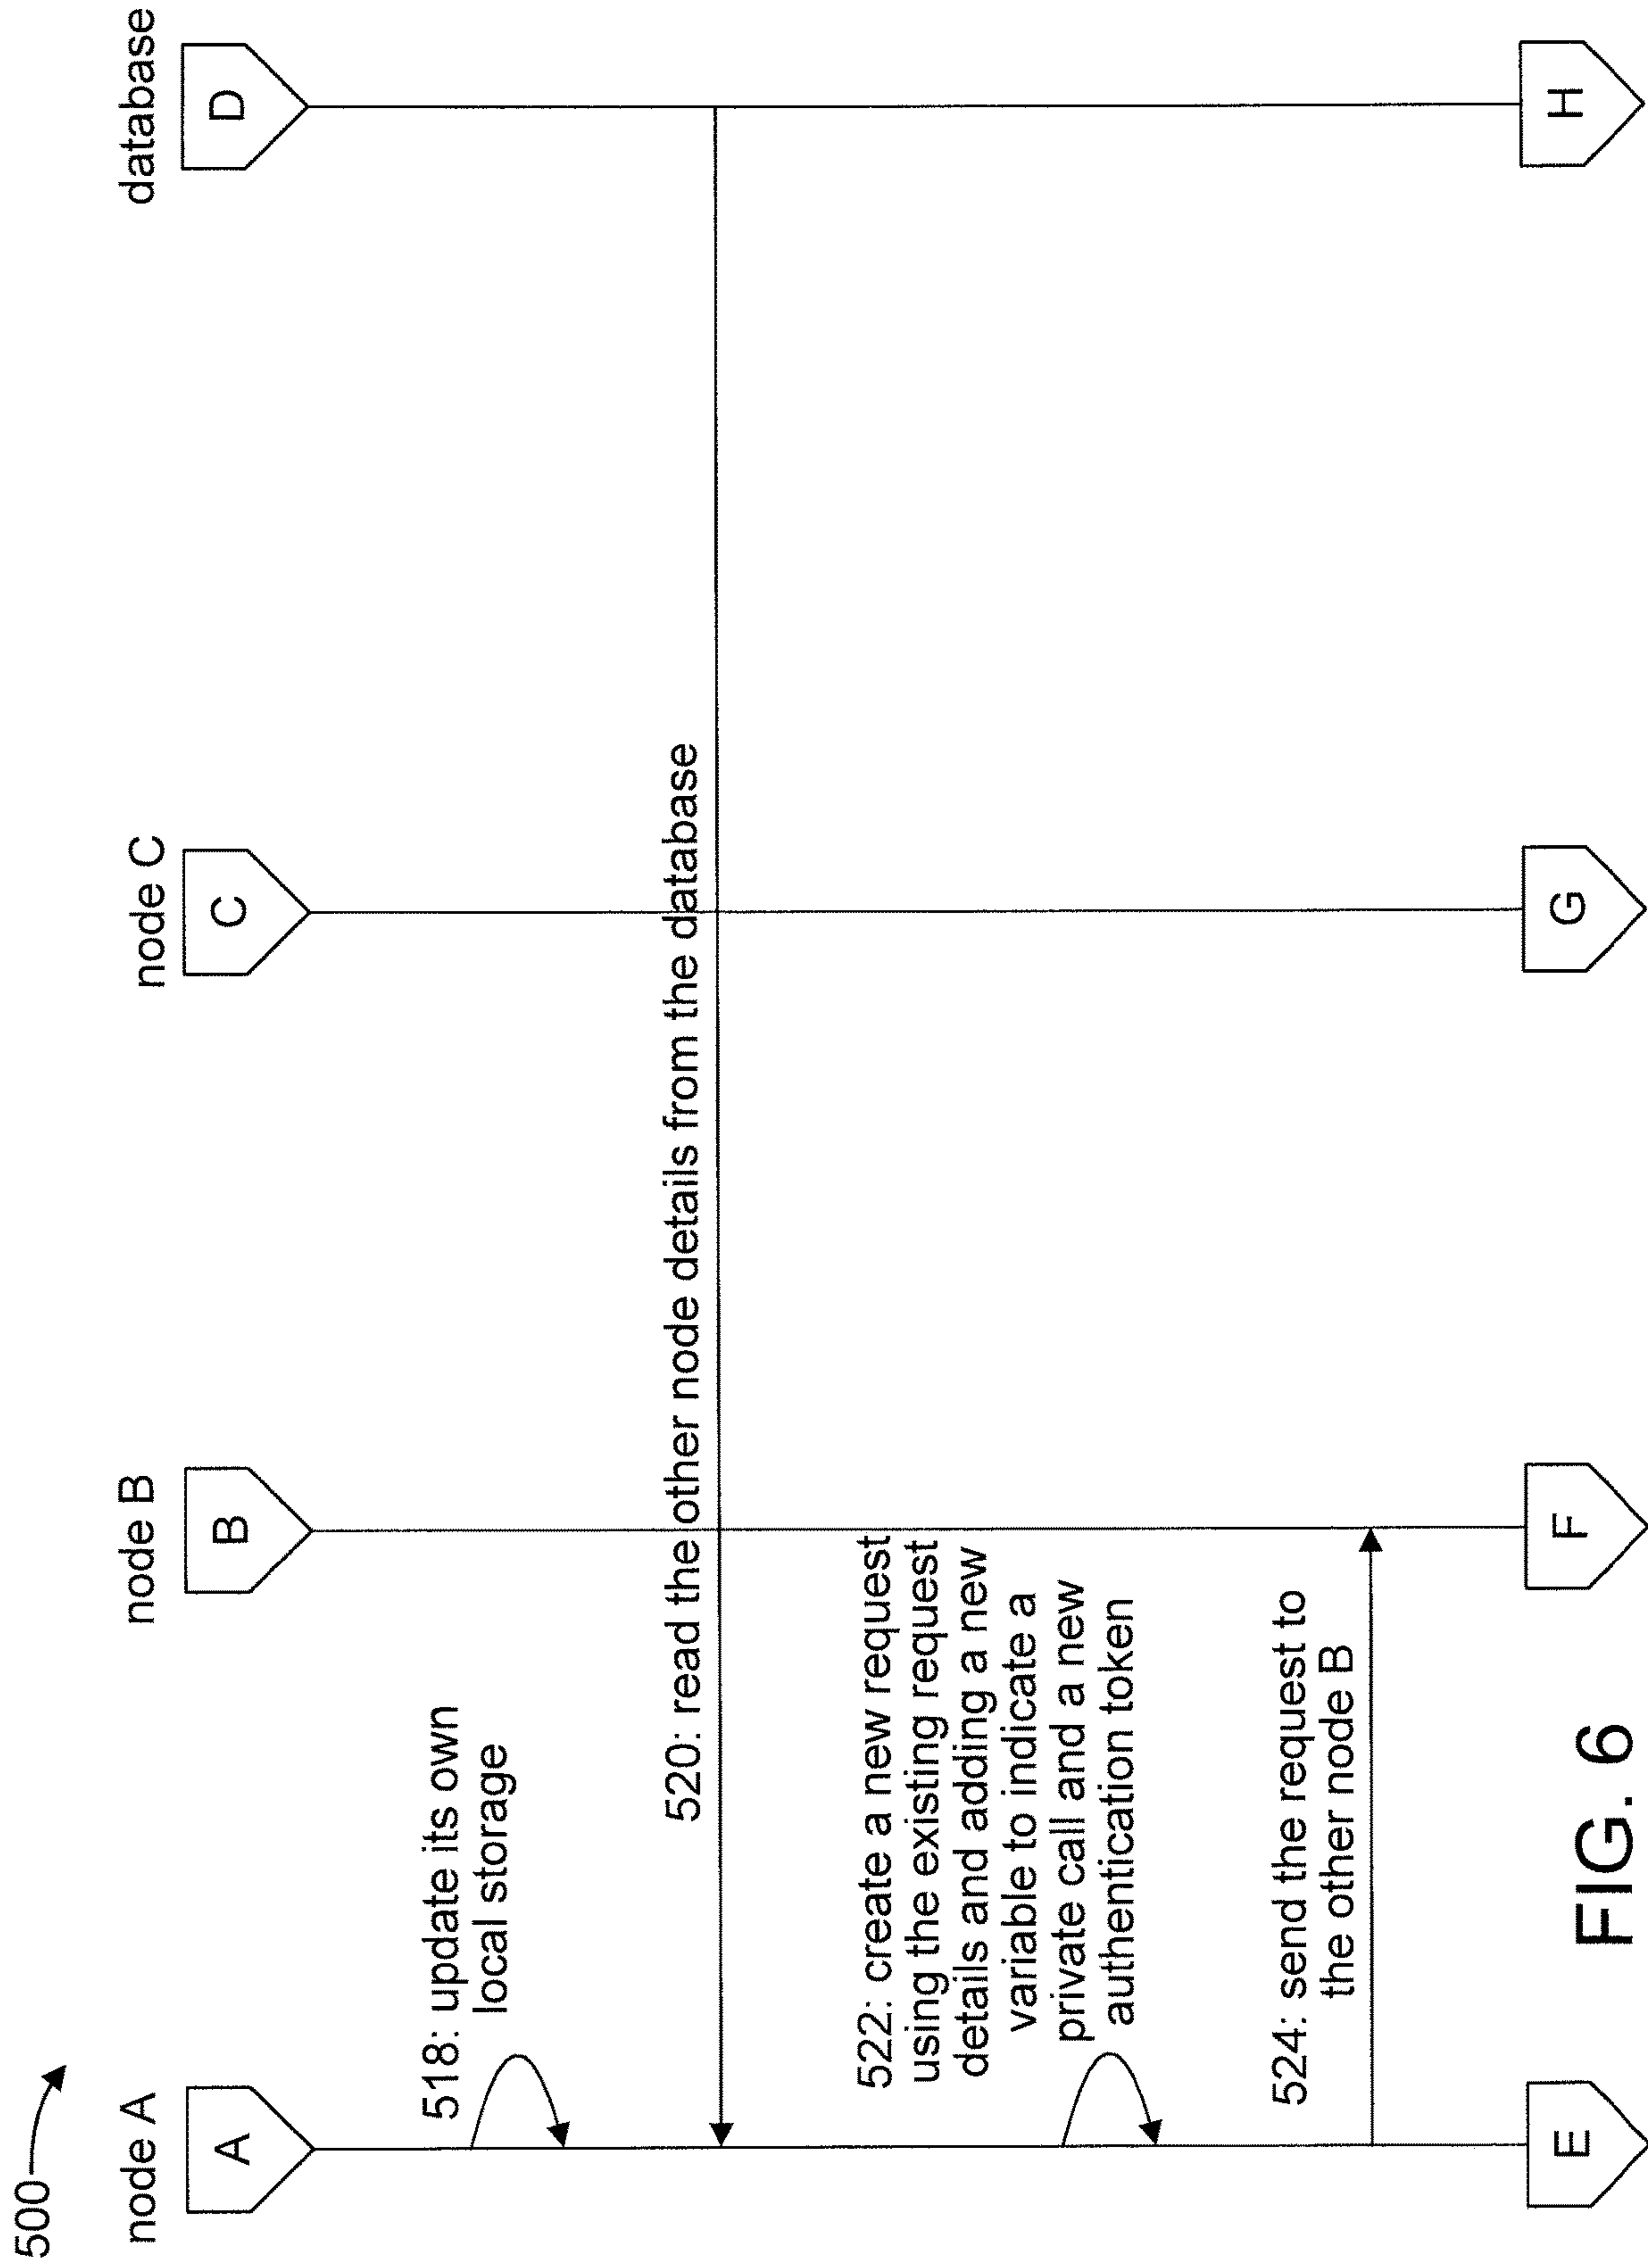 500
node A
node B
node C
database
A
B
C
D
518: update its own
local storage
520: read the other node details from the database
522: create a new request
using the existing request
details and adding a new
variable to indicate a
private call and a new
authentication token
524: send the request to
the other node B
E
F
G
H
FIG. 6